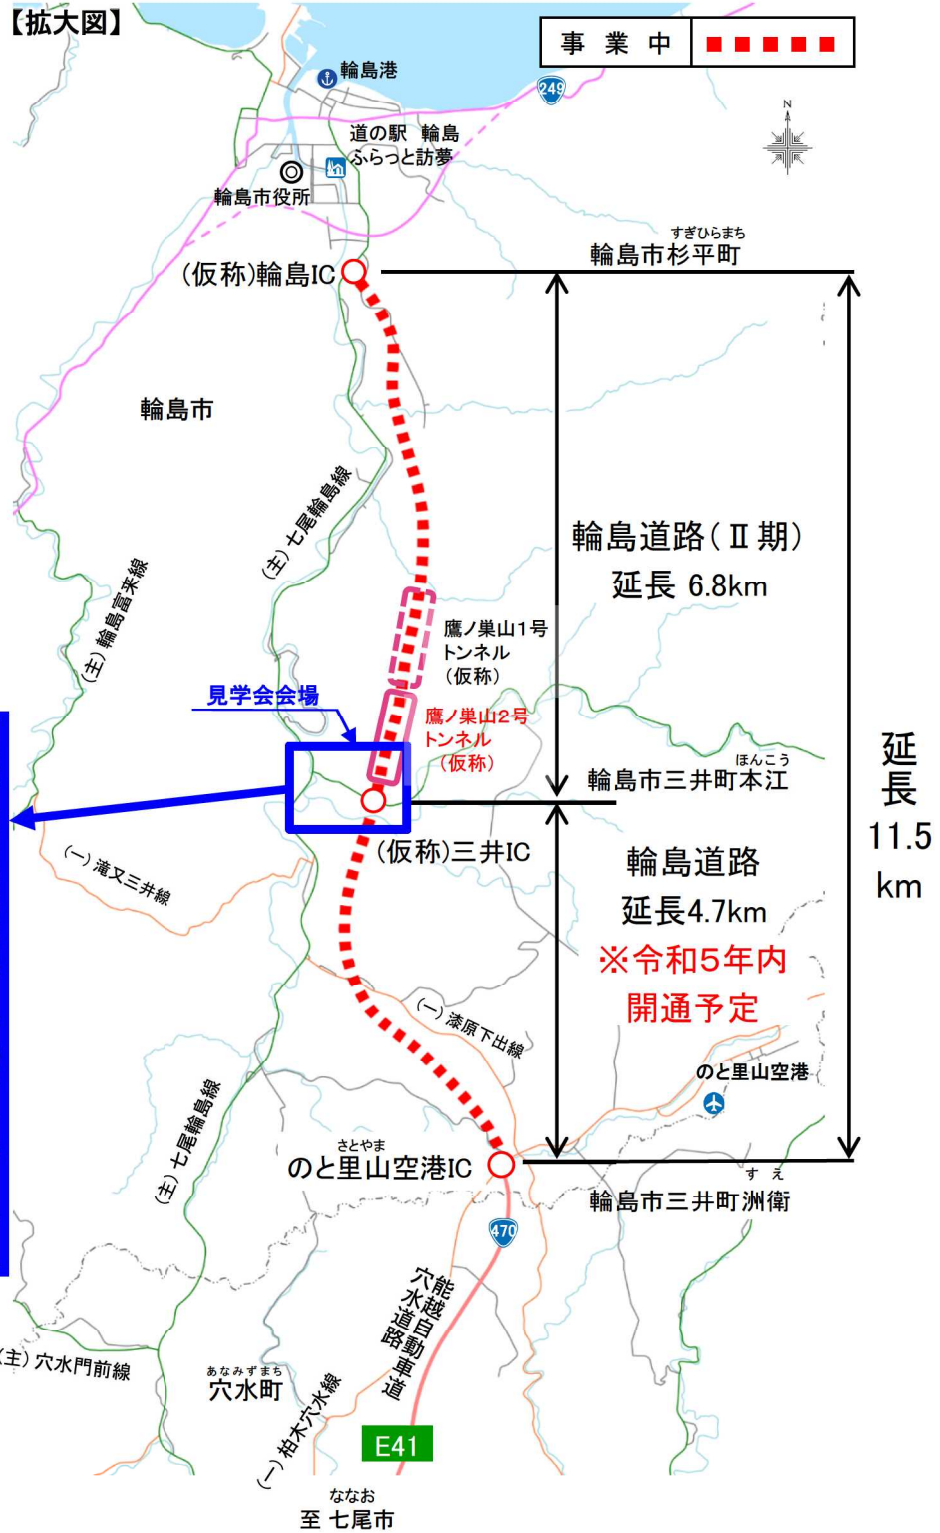 【拡大図】
事業中
輪島港
249
N
道の駅 輪島
ふらっと訪夢
輪島市役所
すぎひらまち
輪島市杉平町
(仮称)輪島IC
輪島市
(主)七尾輪島線
輪島道路(Ⅱ期)
延長 6.8km
(主)輪島富来線
鷹ノ巣山1号
トンネル
(仮称)
見学会会場
鷹ノ巣山2号
トンネル
(仮称)
ほんこう
輪島市三井町本江
延長
11.5
km
(仮称)三井IC
(一)滝又三井線
輪島道路
延長4.7km
※令和5年内
開通予定
(一)漆原下出線
のと里山空港
(主)七尾輪島線
さとやま
のと里山空港IC
すえ
輪島市三井町洲衛
470
能越自動車道
穴水道路
(主)穴水門前線
あなみずまち
穴水町
(一)柏木穴水線
E41
ななお
至 七尾市